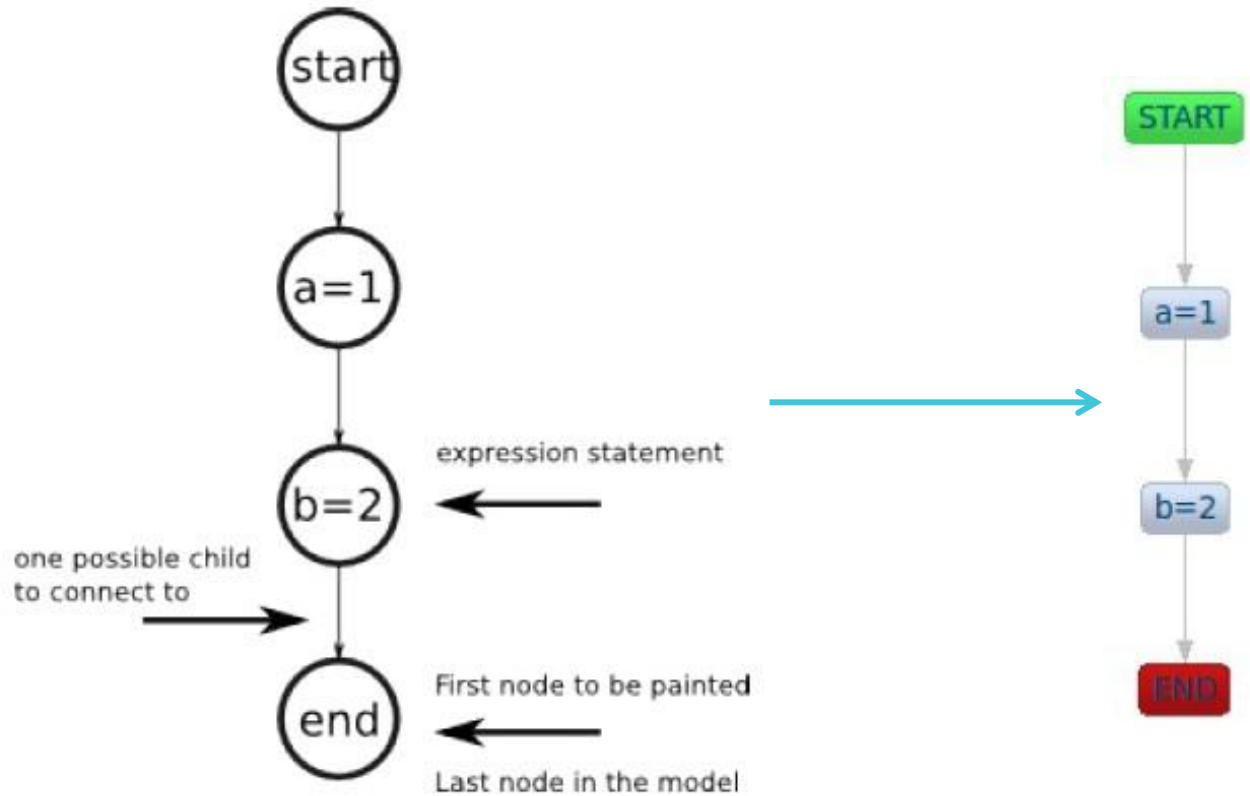 start
a=1
b=2
expression statement
one possible child
to connect to
end
First node to be painted
Last node in the model
START
a=1
b=2
END